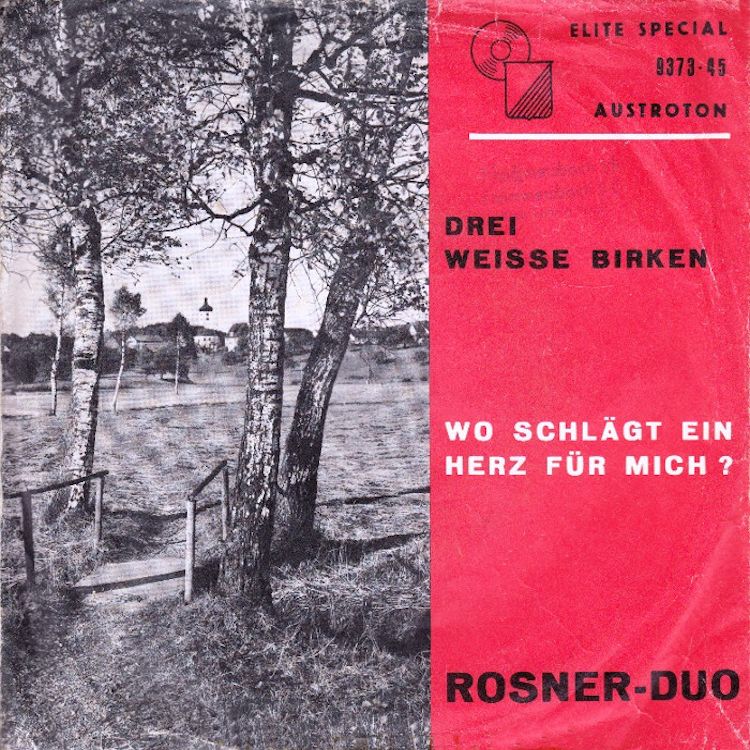 ELITE SPECIAL
9373-45
AUSTROTON
DREI
WEISSE BIRKEN
WO SCHLÄGT EIN
HERZ FÜR MICH?
ROSNER-DUO